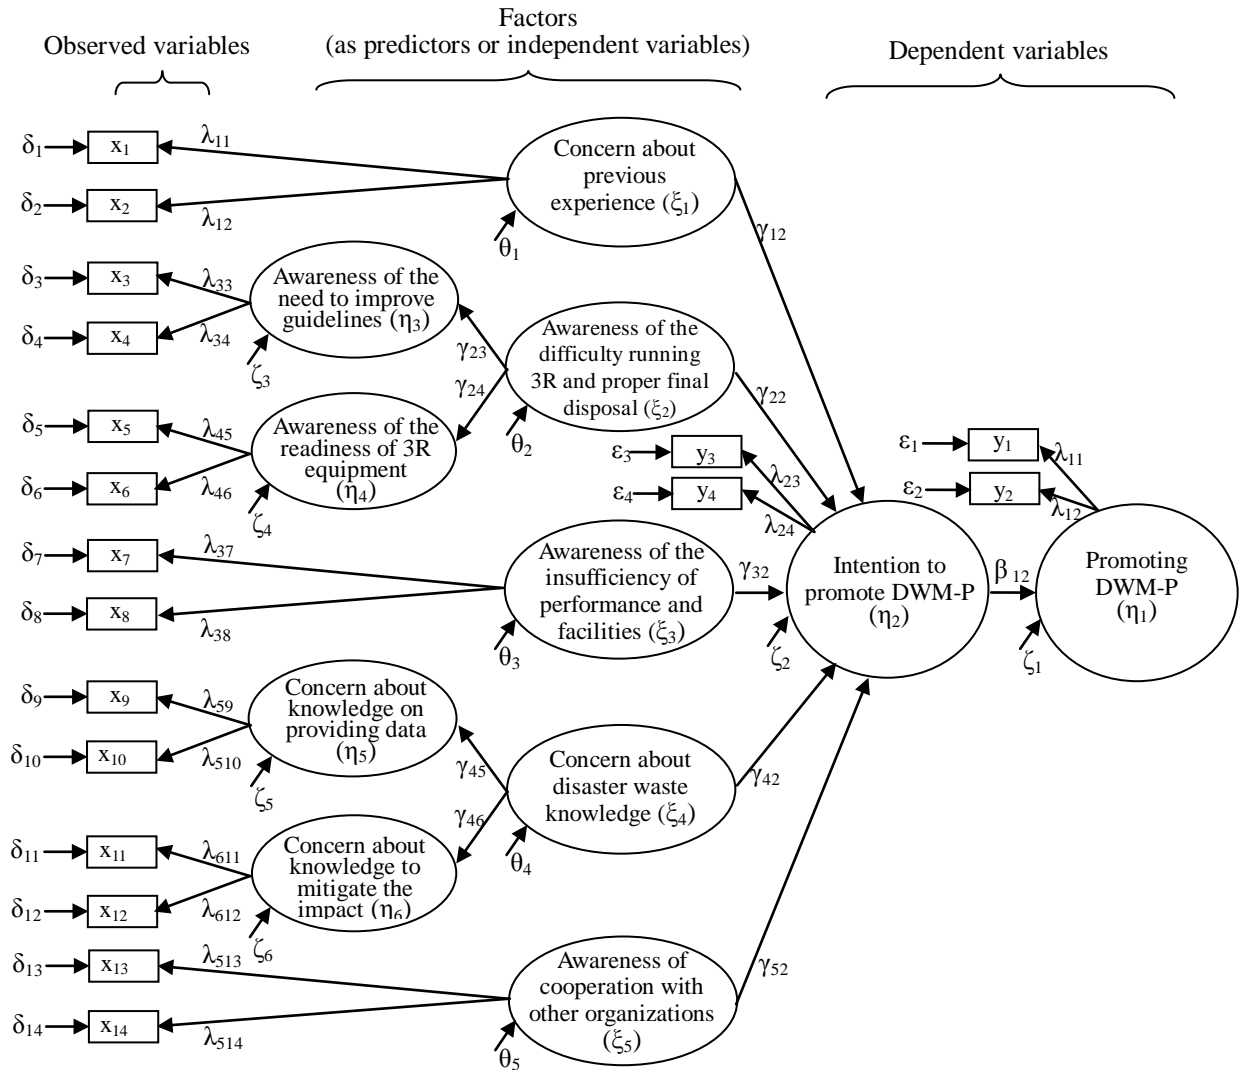 Factors
(as predictors or independent variables)
Observed variables
Dependent variables
δ1
x1
λ11
δ2
x2
λ12
Concern about
previous
experience (ξ1)
θ1
γ12
δ3
x3
λ33
δ4
x4
λ34
Awareness of the
need to improve
guidelines (η3)
ζ3
γ23
γ24
Awareness of the
difficulty running
3R and proper final
disposal (ξ2)
θ2
γ22
δ5
x5
λ45
δ6
x6
λ46
Awareness of the
readiness of 3R
equipment
(η4)
ζ4
ε3
y3
λ23
ε4
y4
λ24
ε1
y1
λ11
ε2
y2
λ12
δ7
x7
λ37
δ8
x8
λ38
Awareness of the
insufficiency of
performance and
facilities (ξ3)
θ3
γ32
Intention to
promote DWM-P
(η2)
ζ2
β12
Promoting
DWM-P
(η1)
ζ1
δ9
x9
λ59
δ10
x10
λ510
Concern about
knowledge on
providing data
(η5)
ζ5
γ45
γ46
Concern about
disaster waste
knowledge (ξ4)
θ4
γ42
δ11
x11
λ611
δ12
x12
λ612
Concern about
knowledge to
mitigate the
impact (η6)
ζ6
δ13
x13
λ513
δ14
x14
λ514
Awareness of
cooperation with
other organizations
(ξ5)
θ5
γ52